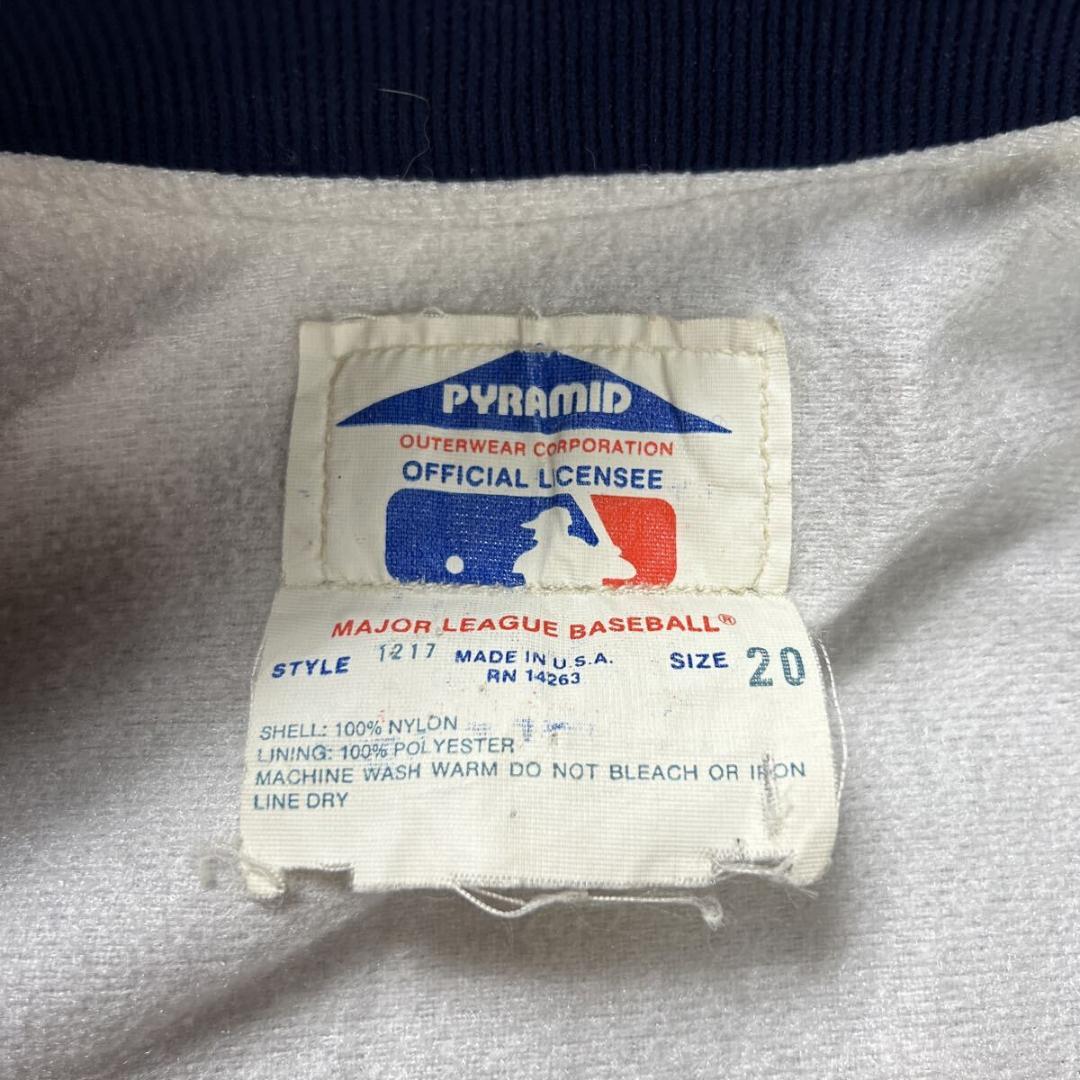 PYRAMID
OUTERWEAR CORPORATION
OFFICIAL LICENSEE
MAJOR LEAGUE BASEBALL®
STYLE 1217 MADE IN U.S.A. SIZE 20
RN 14263
SHELL: 100% NYLON
LINING: 100% POLYESTER
MACHINE WASH WARM DO NOT BLEACH OR IRON
LINE DRY